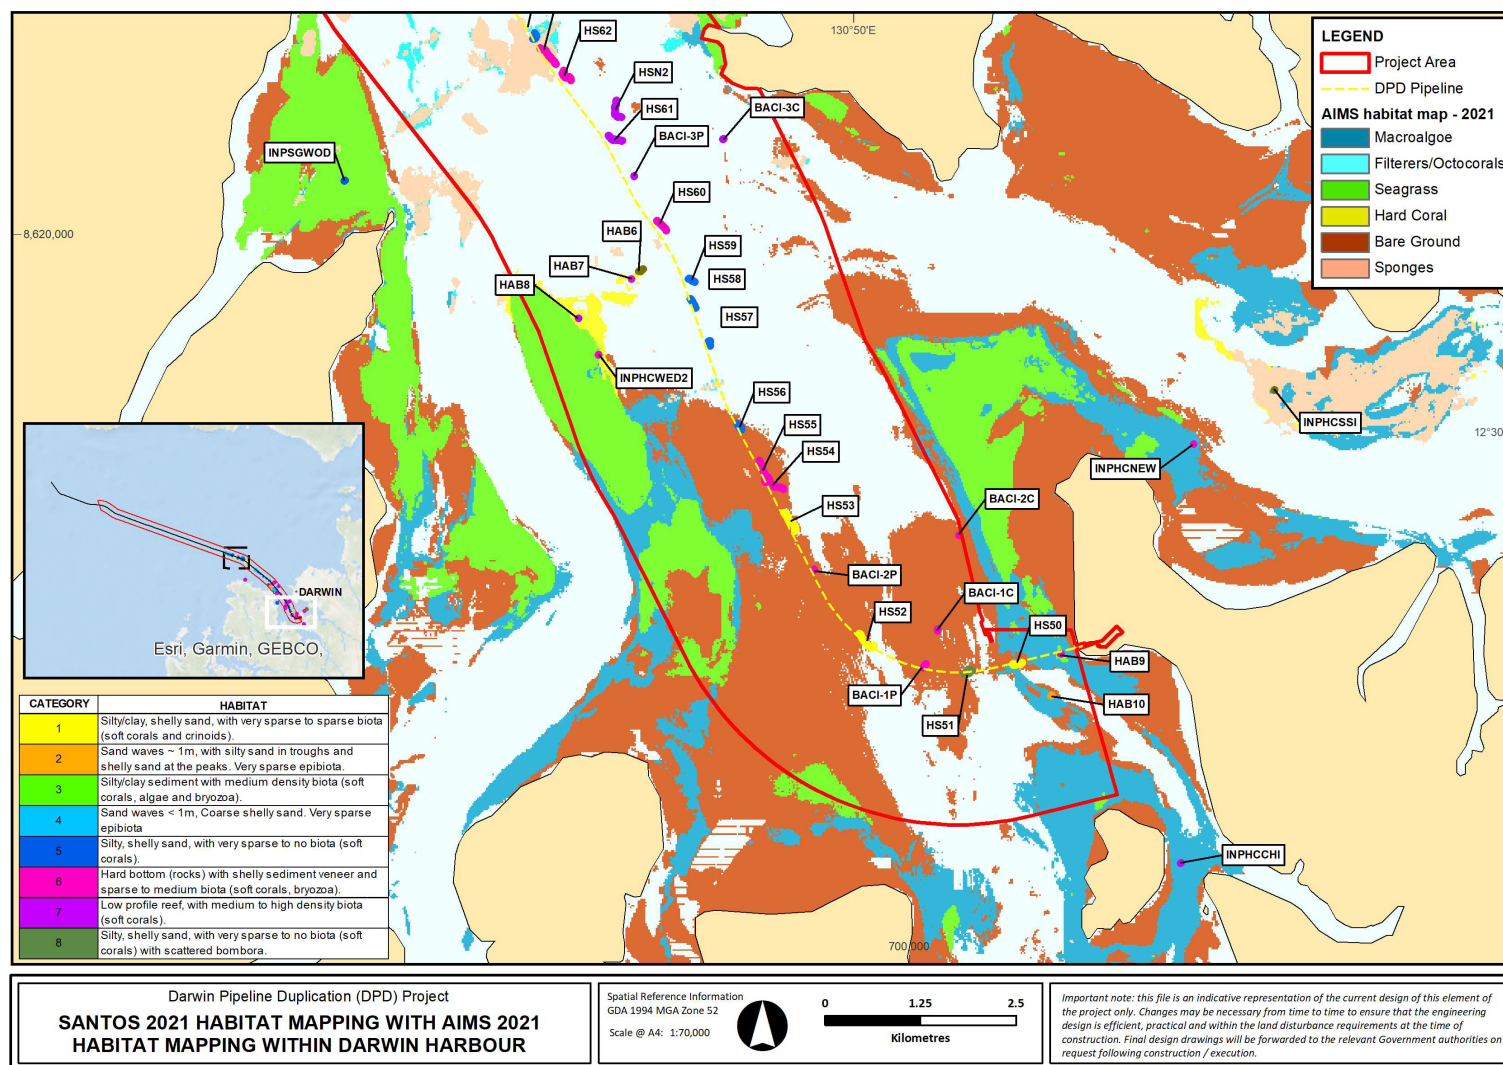 130°50'E
HS62
HSN2
HS61
BACI-3P
BACI-3C
INPSGWOD
HS60
8,620,000
HAB6
HAB7
HAB8
HS59
HS58
HS57
INPHCWED2
HS56
HS55
HS54
HS53
INPHCSSI
12°30
INPHCNEW
BACI-2C
BACI-2P
BACI-1C
HS52
HS50
HAB9
BACI-1P
HS51
HAB10
INPHCCHI
700,000
LEGEND
Project Area
DPD Pipeline
AIMS habitat map - 2021
Macroalgoe
Filterers/Octocorals
Seagrass
Hard Coral
Bare Ground
Sponges
DARWIN
Esri, Garmin, GEBCO,
CATEGORY HABITAT
1 Silty/clay, shelly sand, with very sparse to sparse biota
(soft corals and crinoids).
2 Sand waves ~ 1m, with silty sand in troughs and
shelly sand at the peaks. Very sparse epibiota.
3 Silty/clay sediment with medium density biota (soft
corals, algae and bryozoa).
4 Sand waves < 1m, Coarse shelly sand. Very sparse
epibiota
5 Silty, shelly sand, with very sparse to no biota (soft
corals).
6 Hard bottom (rocks) with shelly sediment veneer and
sparse to medium biota (soft corals, bryozoa).
7 Low profile reef, with medium to high density biota
(soft corals).
8 Silty, shelly sand, with very sparse to no biota (soft
corals) with scattered bombora.
Darwin Pipeline Duplication (DPD) Project
SANTOS 2021 HABITAT MAPPING WITH AIMS 2021
HABITAT MAPPING WITHIN DARWIN HARBOUR
Spatial Reference Information
GDA 1994 MGA Zone 52
Scale @ A4: 1:70,000
0 1.25 2.5
Kilometres
Important note: this file is an indicative representation of the current design of this element of
the project only. Changes may be necessary from time to time to ensure that the engineering
design is efficient, practical and within the land disturbance requirements at the time of
construction. Final design drawings will be forwarded to the relevant Government authorities on
request following construction / execution.